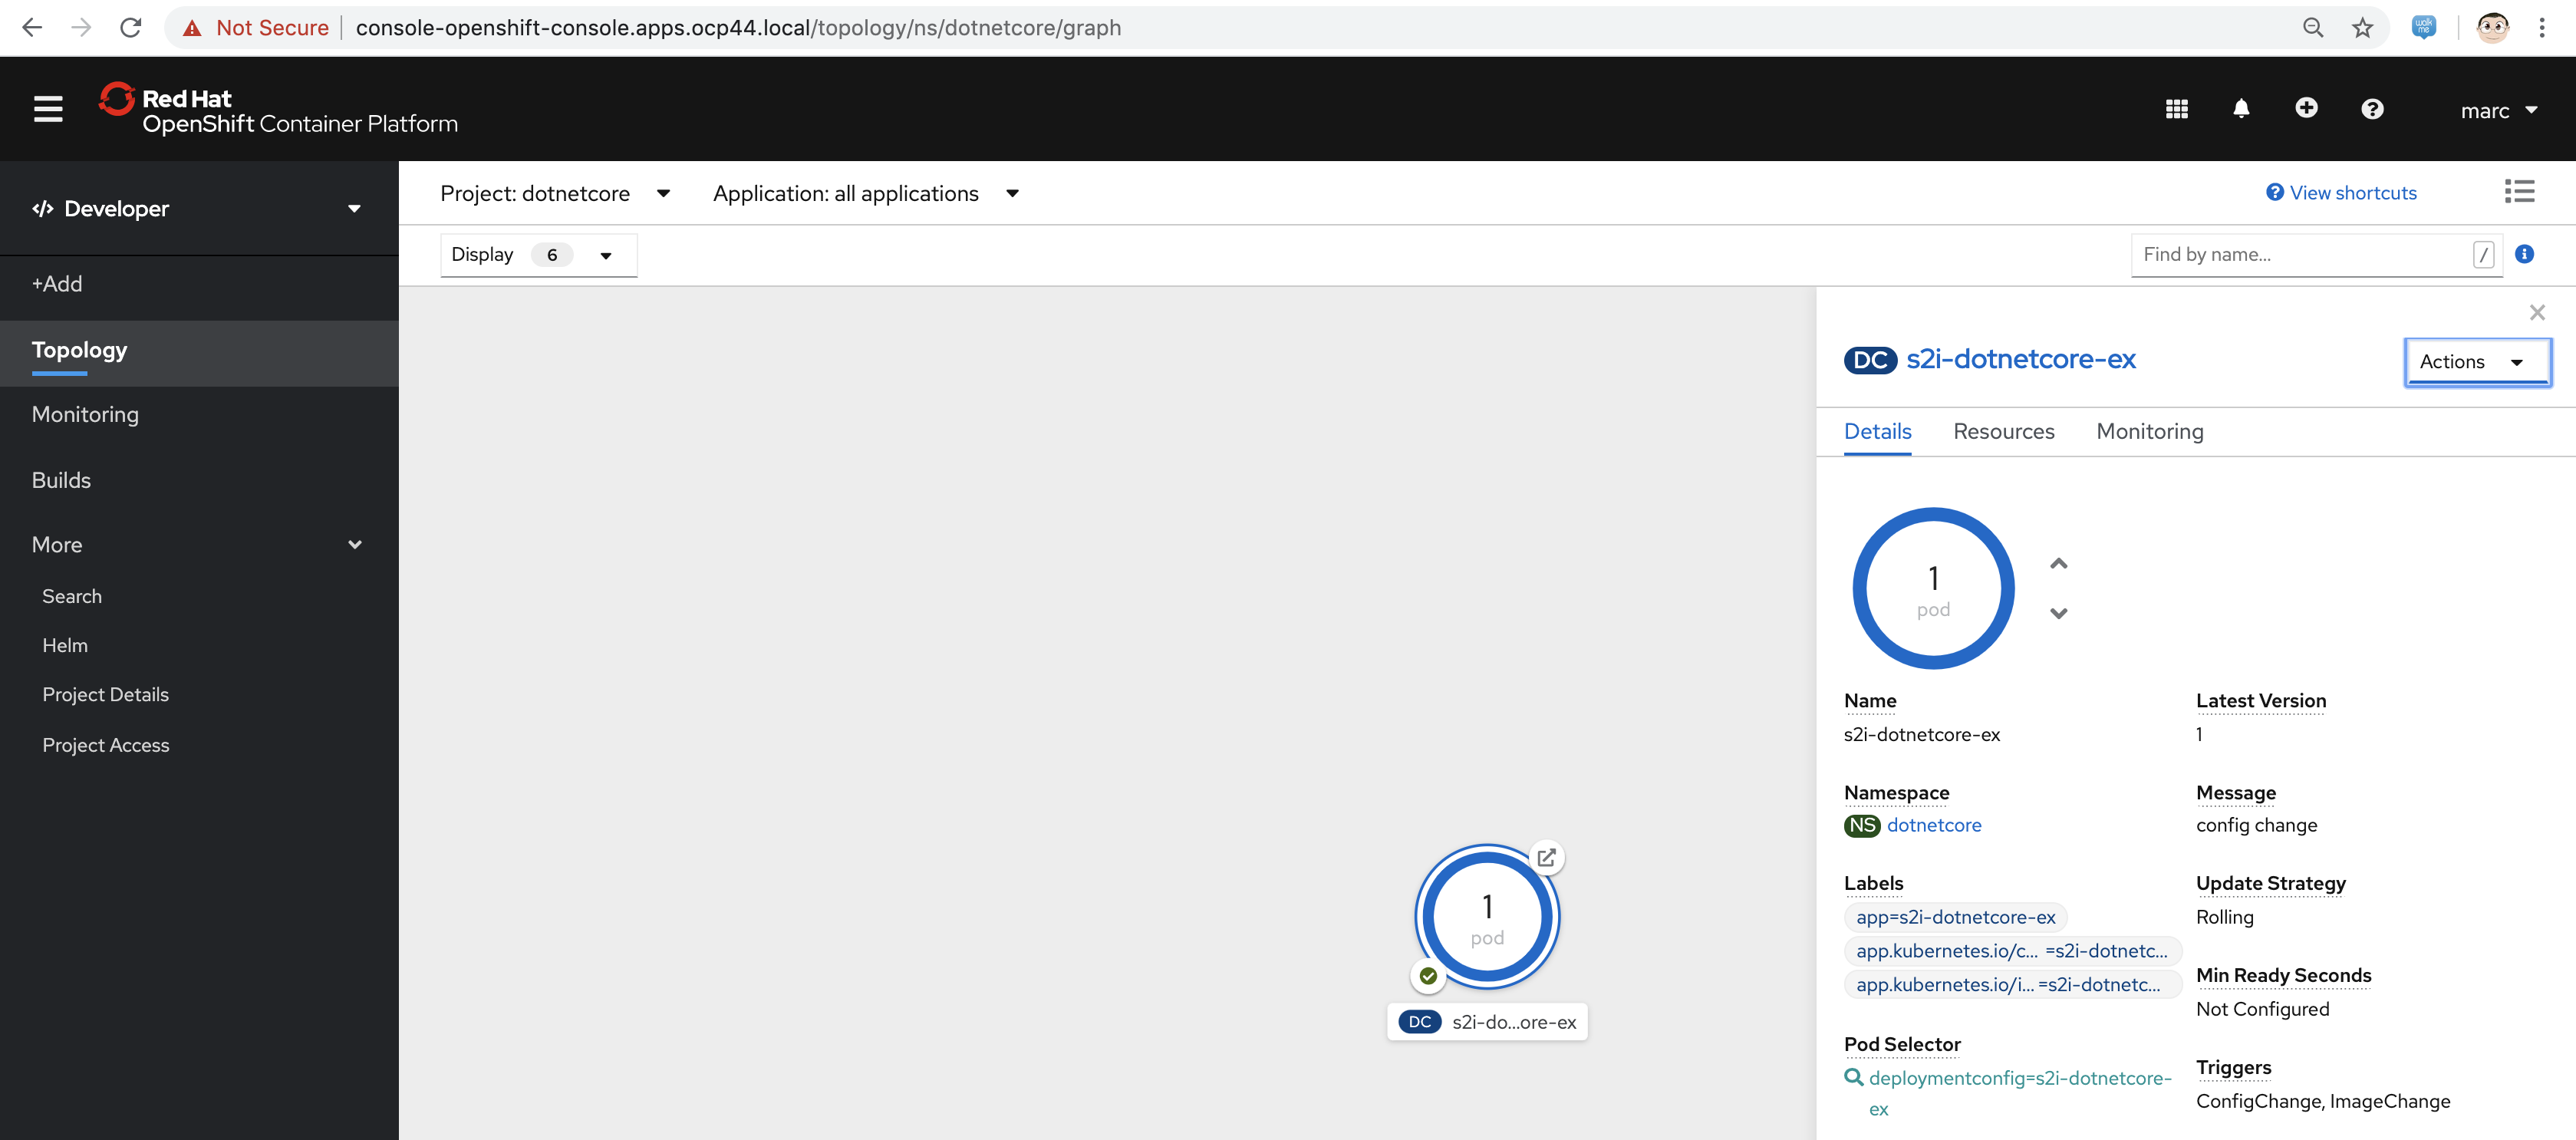 Not Secure console-openshift-console.apps.ocp44.local/topology/ns/dotnetcore/graph
walk me
Red Hat
OpenShift Container Platform
marc
Developer
+Add
Topology
Monitoring
Builds
More
Search
Helm
Project Details
Project Access
Project: dotnetcore Application: all applications View shortcuts
Display 6 Find by name... /
DC s2i-dotnetcore-ex Actions
Details Resources Monitoring
1
pod
Name
s2i-dotnetcore-ex
Latest Version
1
Namespace
NS dotnetcore
Message
config change
Labels
app=s2i-dotnetcore-ex
app.kubernetes.io/c... =s2i-dotnetc...
app.kubernetes.io/i... =s2i-dotnetc...
Update Strategy
Rolling
Min Ready Seconds
Not Configured
Pod Selector
deploymentconfig=s2i-dotnetcore-
ex
Triggers
ConfigChange, ImageChange
1
pod
DC s2i-do...ore-ex